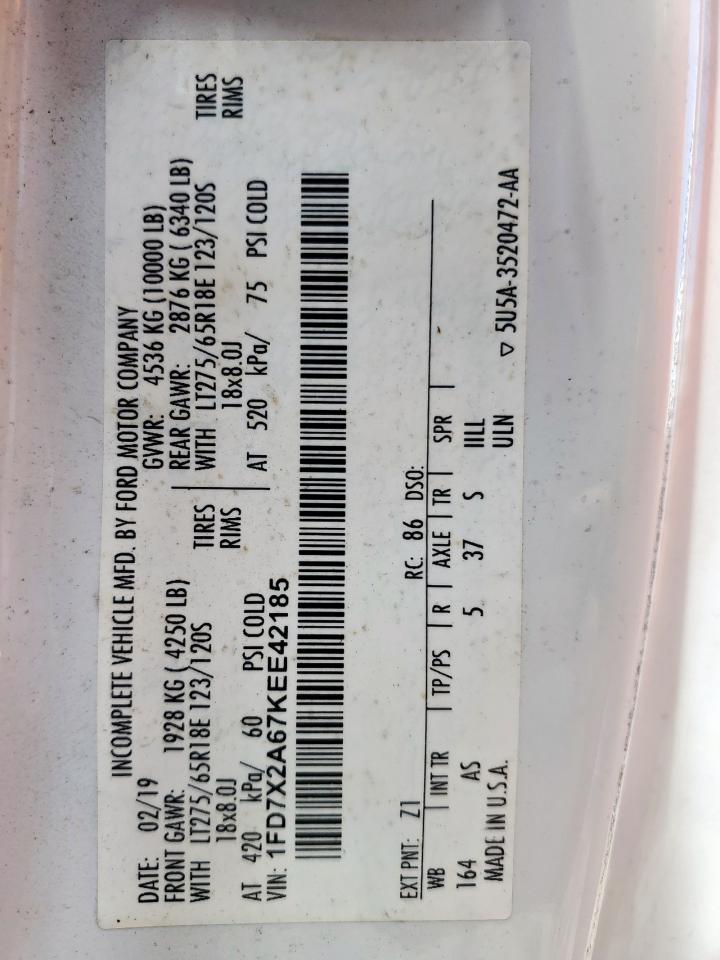 INCOMPLETE VEHICLE MFD. BY FORD MOTOR COMPANY
DATE: 02/19 GVWR: 4536 KG (10000 LB)
FRONT GAWR: 1928 KG ( 4250 LB) REAR GAWR: 2876 KG ( 6340 LB)
WITH LT275/65R18E 123/120S TIRES WITH LT275/65R18E 123/120S TIRES
18x8.0J RIMS 18x8.0J RIMS
AT 420 kPa/ 60 PSI COLD AT 520 kPa/ 75 PSI COLD
VIN: 1FD7X2A67KEE42185
EXT PNT: Z1 RC: 86 DSO:
WB INT TR TP/PS R AXLE TR SPR
164 AS 5 37 S IILL
MADE IN U.S.A. ULN
▽ 5U5A-3520472-AA